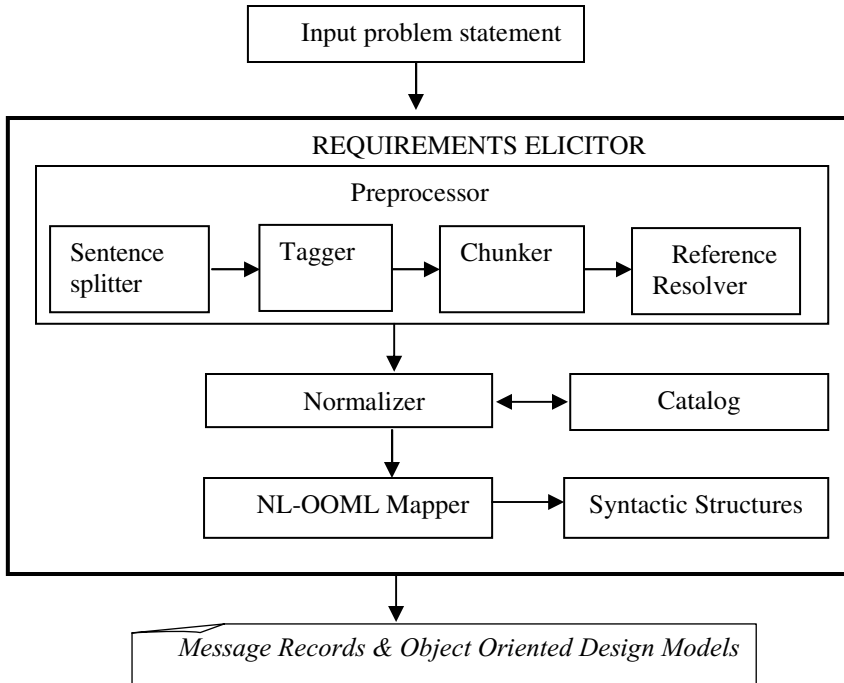 Input problem statement
REQUIREMENTS ELICITOR
Preprocessor
Sentence
splitter
Tagger
Chunker
Reference
Resolver
Normalizer
Catalog
NL-OOML Mapper
Syntactic Structures
Message Records & Object Oriented Design Models